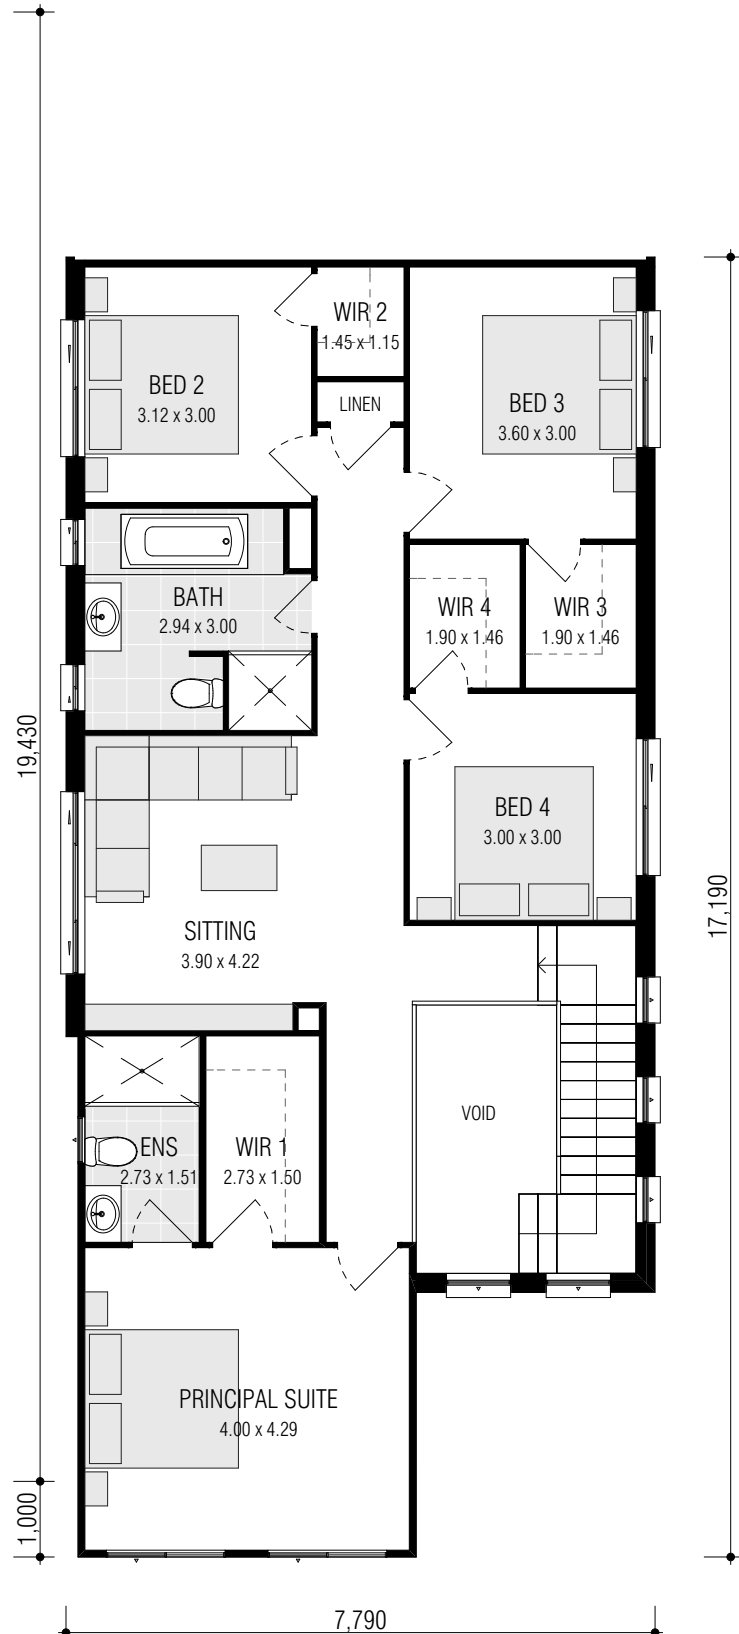 WIR 2
1.45 x 1.15
BED 2
3.12 x 3.00
LINEN
BED 3
3.60 x 3.00
BATH
2.94 x 3.00
WIR 4
1.90 x 1.46
WIR 3
1.90 x 1.46
19,430
BED 4
3.00 x 3.00
17,190
SITTING
3.90 x 4.22
VOID
ENS
2.73 x 1.51
WIR 1
2.73 x 1.50
PRINCIPAL SUITE
4.00 x 4.29
1,000
7,790